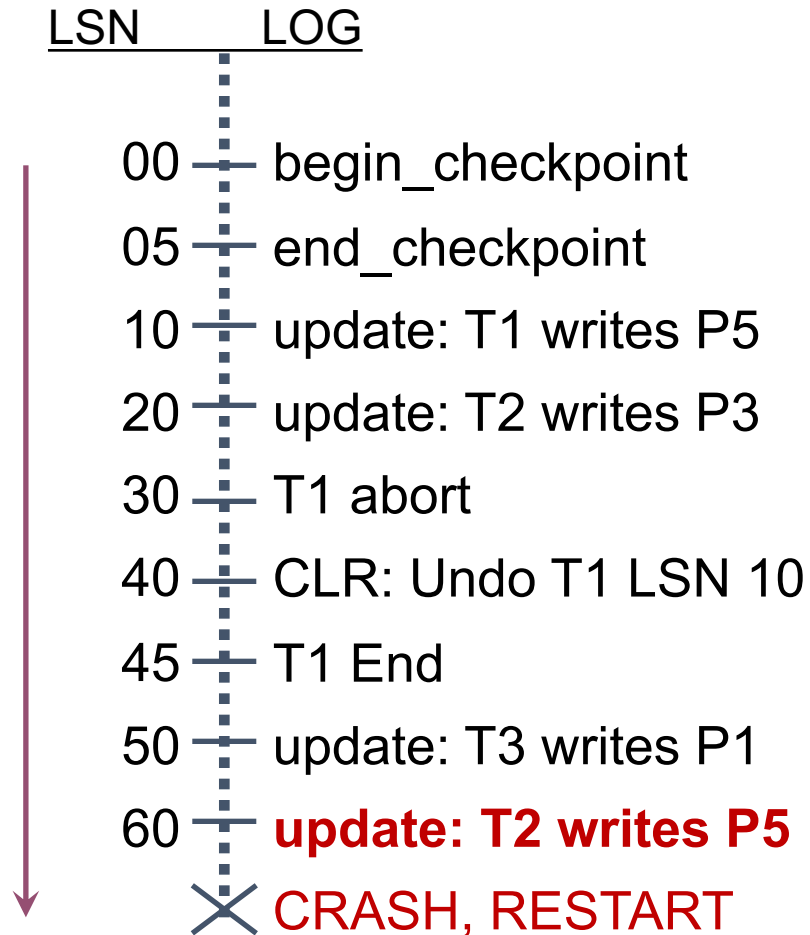 LSN LOG
00 begin_checkpoint
05 end_checkpoint
10 update: T1 writes P5
20 update: T2 writes P3
30 T1 abort
40 CLR: Undo T1 LSN 10
45 T1 End
50 update: T3 writes P1
60 update: T2 writes P5
CRASH, RESTART